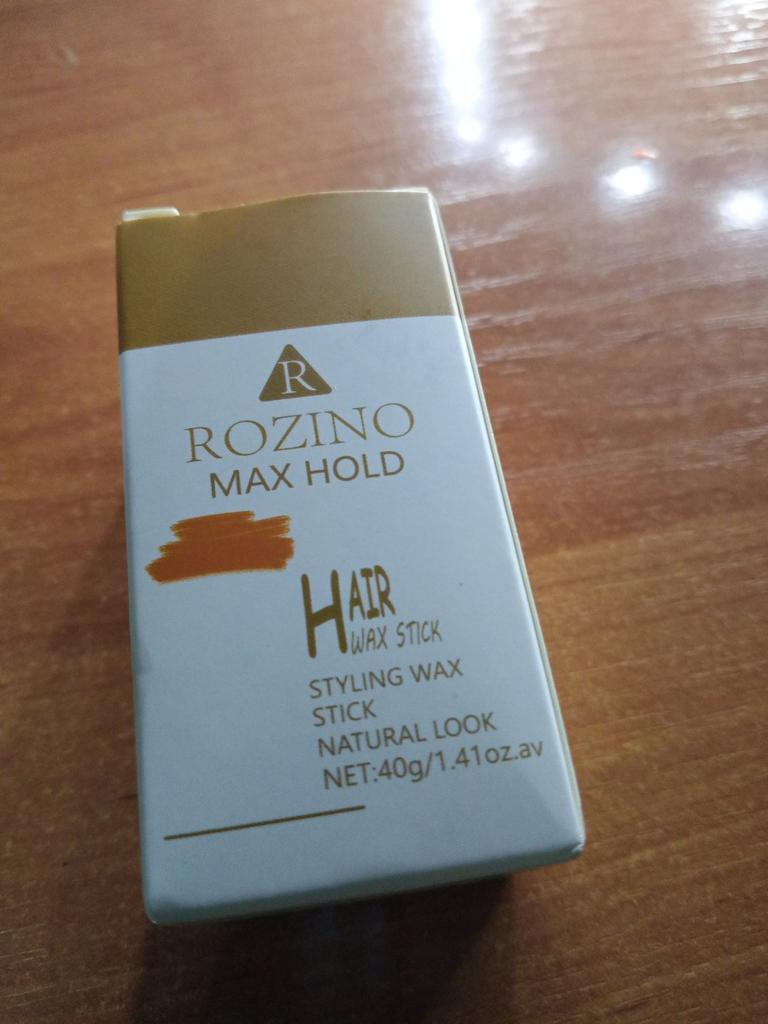 R
ROZINO
MAX HOLD
HAIR
WAX STICK
STYLING WAX
STICK
NATURAL LOOK
NET:40g/1.41oz.av